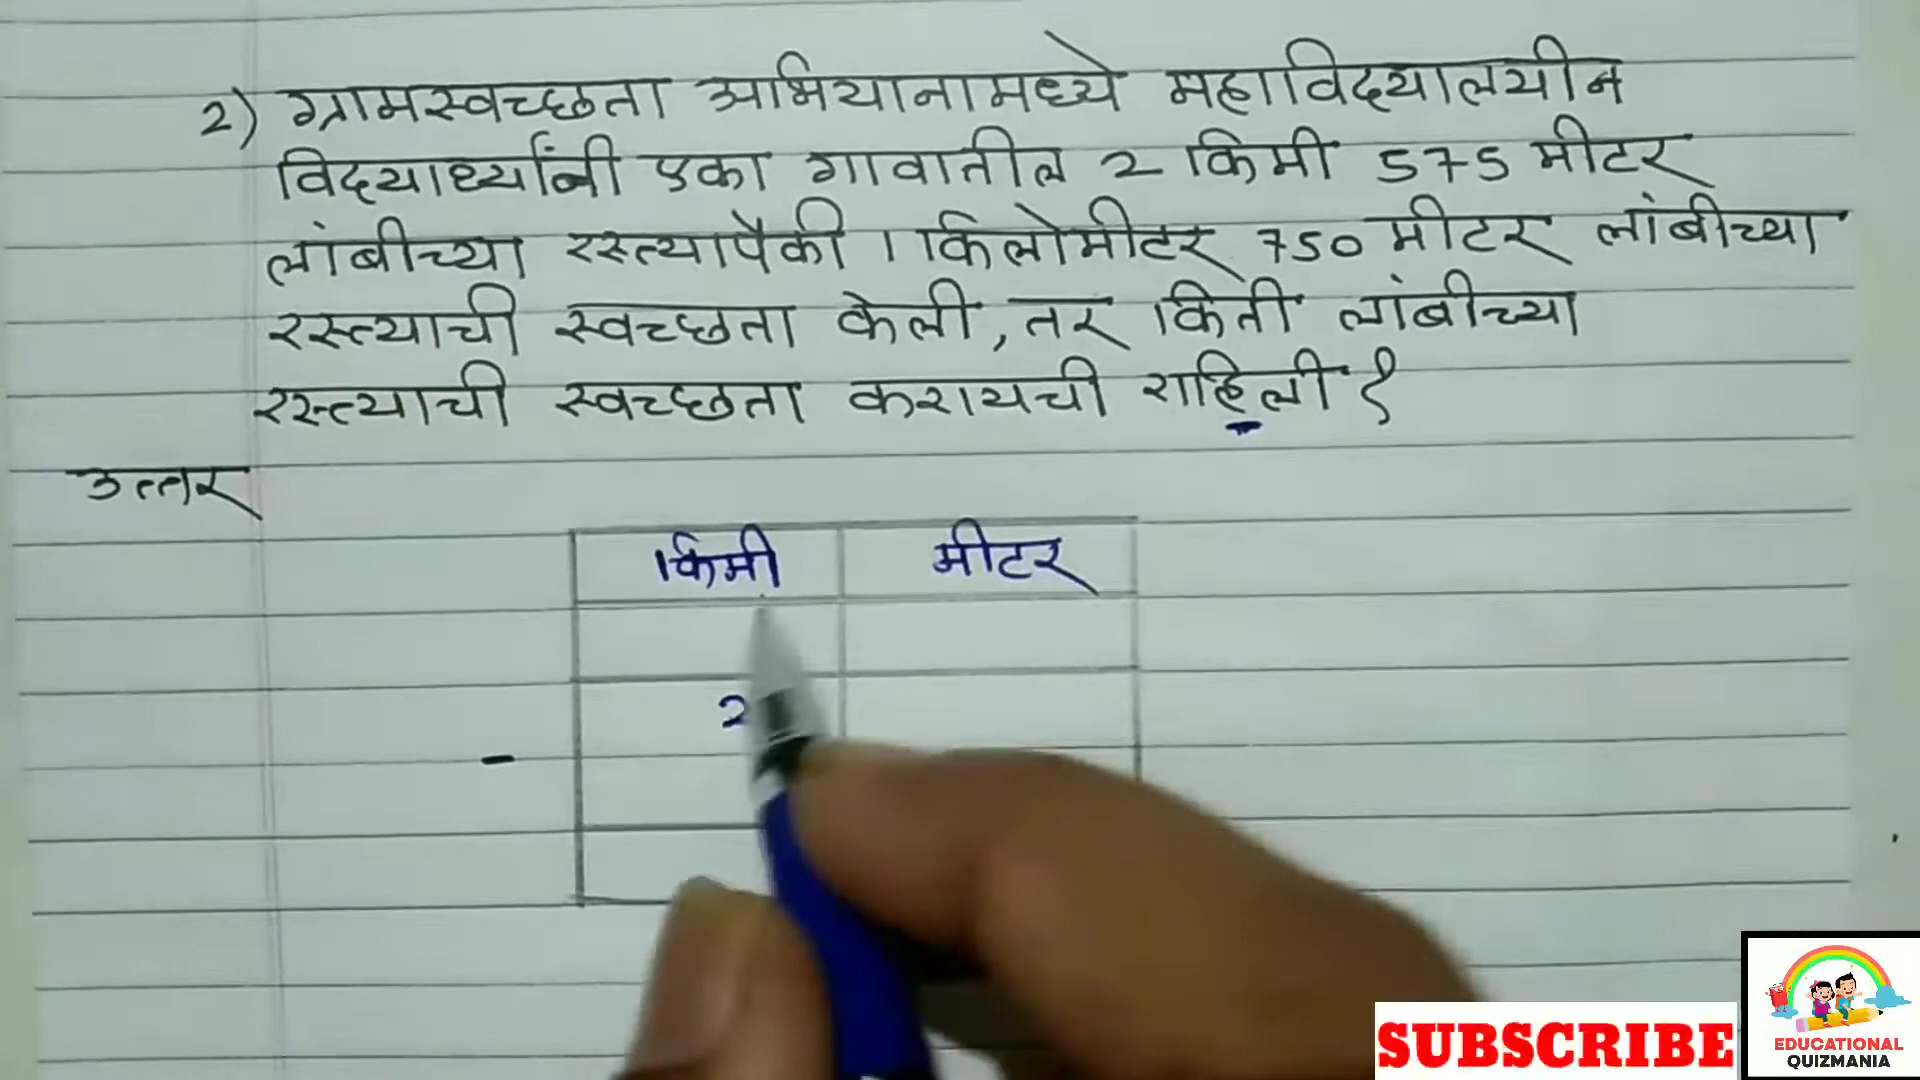 2) ग्रामस्वच्छता अभियानामध्ये महाविद्यालयीन
विद्यार्थ्यांनी एका गावातील 2 किमी 575 मीटर
लांबीच्या रस्त्यापैकी 1 किलोमीटर 750 मीटर लांबीच्या
रस्त्याची स्वच्छता केली, तर किती लांबीच्या
रस्त्याची स्वच्छता करायची राहिली ?
उत्तर
किमी मीटर
2
-
SUBSCRIBE
EDUCATIONAL
QUIZMANIA